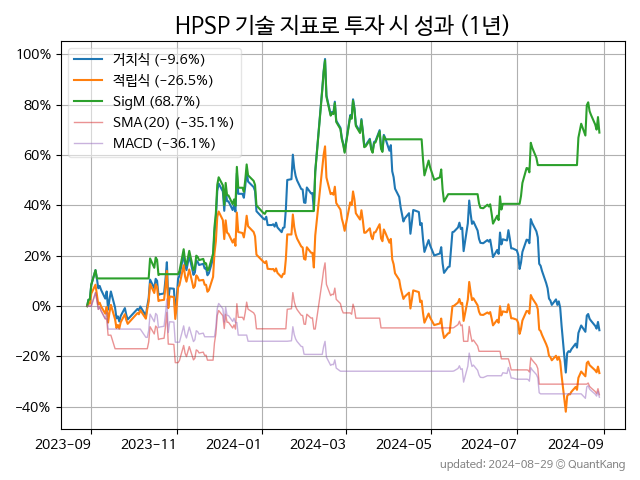 HPSP 기술 지표로 투자 시 성과 (1년)
100%
80%
60%
40%
20%
0%
−20%
−40%
거치식 (−9.6%)
적립식 (−26.5%)
SigM (68.7%)
SMA(20) (−35.1%)
MACD (−36.1%)
2023−09
2023−11
2024−01
2024−03
2024−05
2024−07
2024−09
updated: 2024-08-29 © QuantKang